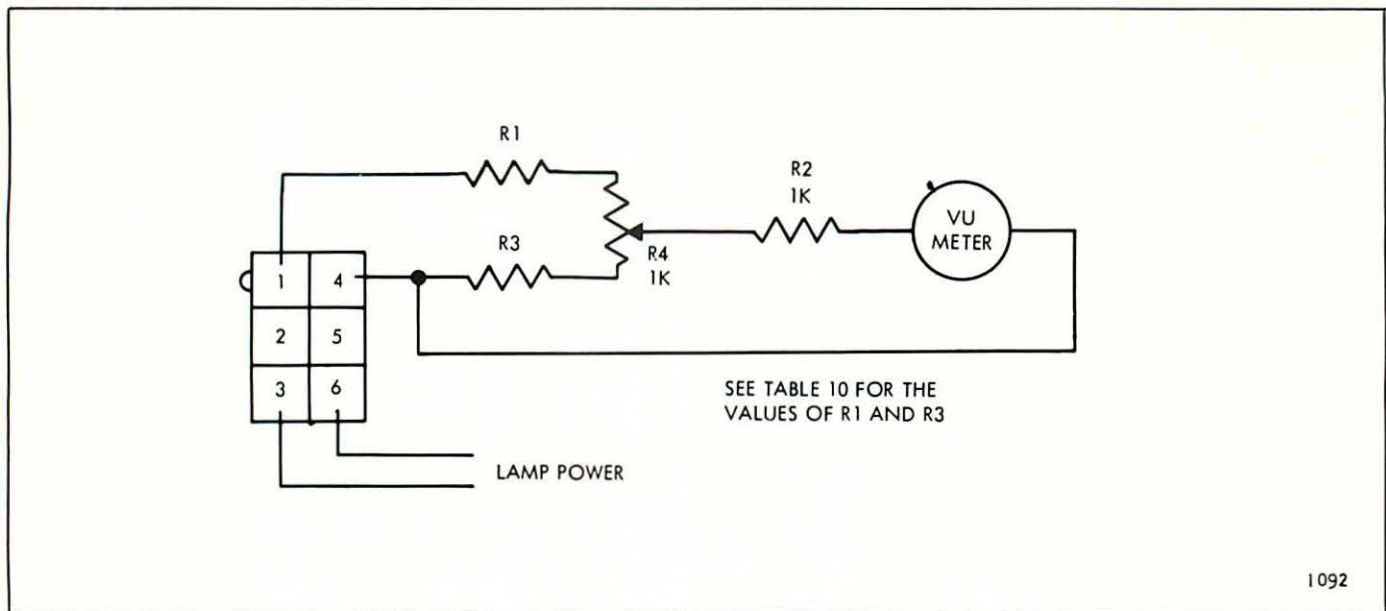 R1
R2
1K
VU
METER
R3
R4
1K
1 4
2 5
3 6
SEE TABLE 10 FOR THE
VALUES OF R1 AND R3
LAMP POWER
1092